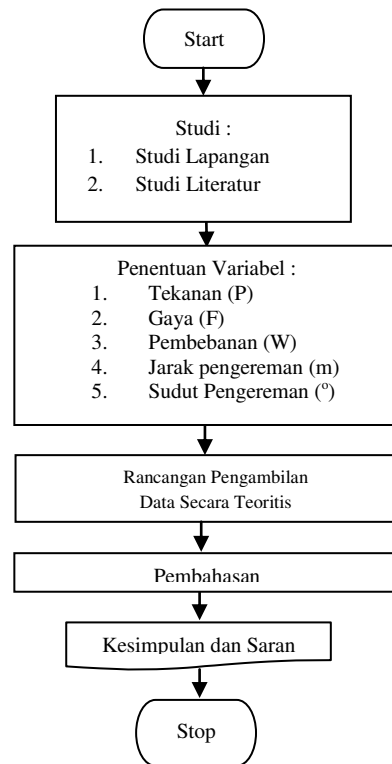 Start
Studi :
1. Studi Lapangan
2. Studi Literatur
Penentuan Variabel :
1. Tekanan (P)
2. Gaya (F)
3. Pembebanan (W)
4. Jarak pengereman (m)
5. Sudut Pengereman (°)
Rancangan Pengambilan
Data Secara Teoritis
Pembahasan
Kesimpulan dan Saran
Stop